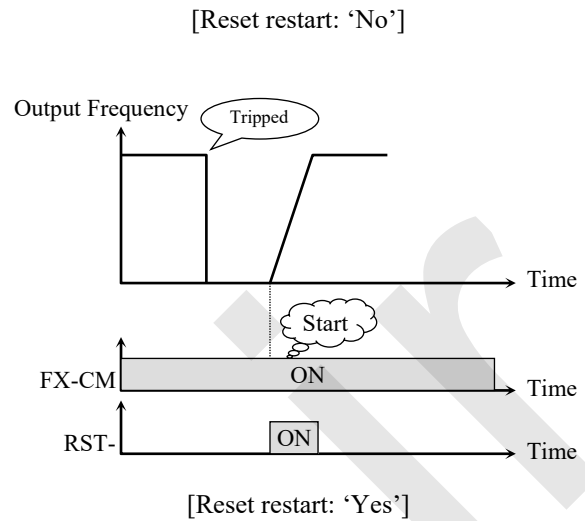 [Reset restart: ‘No’]
Output Frequency
Tripped
Time
Start
FX-CM
ON
Time
RST-
ON
Time
[Reset restart: ‘Yes’]